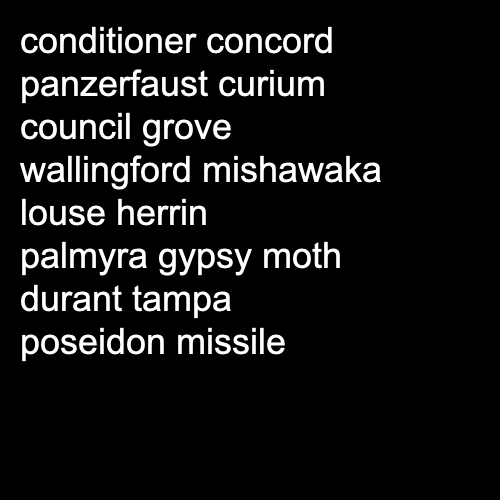 conditioner concord
panzerfaust curium
council grove
wallingford mishawaka
louse herrin
palmyra gypsy moth
durant tampa
poseidon missile